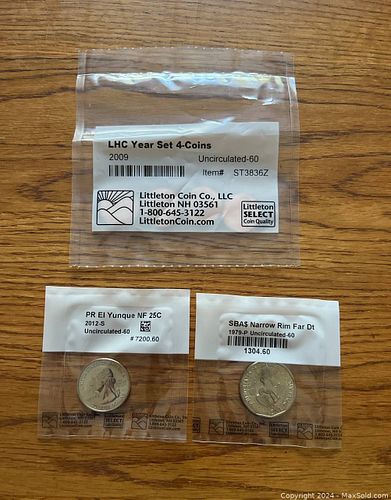 LHC Year Set 4-Coins
2009
Uncirculated-60
Item# ST3836Z
Littleton Coin Co., LLC
Littleton NH 03561
1-800-645-3122
LittletonCoin.com
Littleton
SELECT
Coin Quality
PR El Yunque NF 25C
2012-S
Uncirculated-60
#7200.60
SBA$ Narrow Rim Far Dt
1979-P Uncirculated-60
1304.60
Copyright 2024 - MaxSold.com